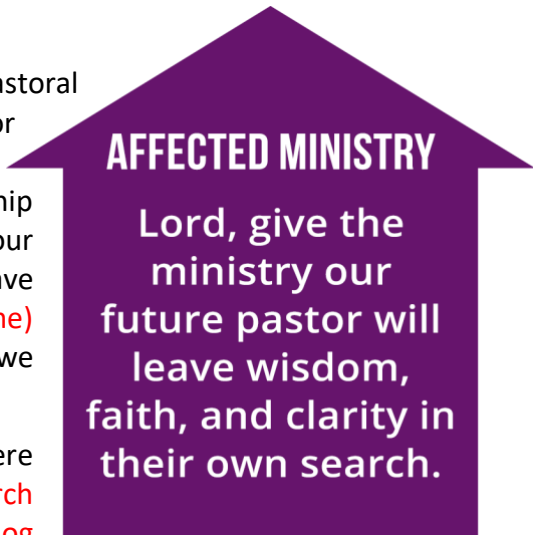 AFFECTED MINISTRY
Lord, give the
ministry our
future pastor will
leave wisdom,
faith, and clarity in
their own search.